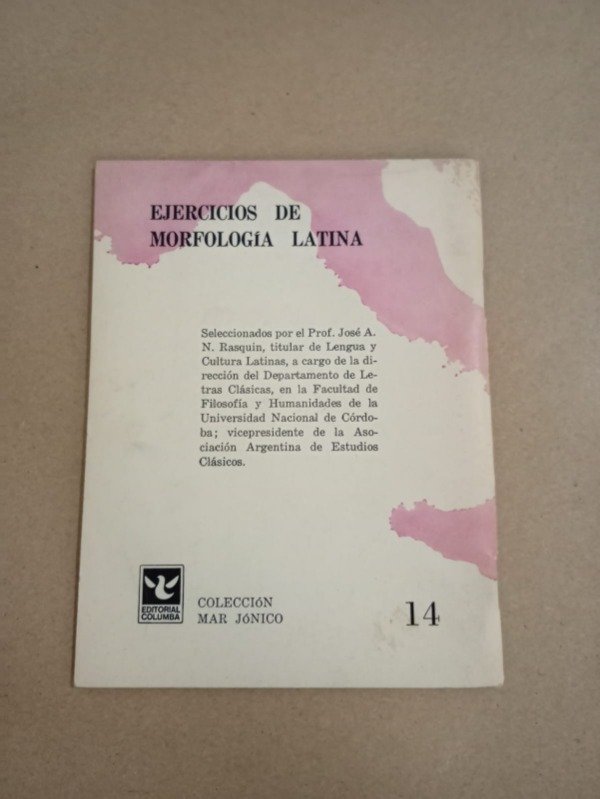 EJERCICIOS DE
MORFOLOGíA LATINA
Seleccionados por el Prof. José A.
N. Rasquin, titular de Lengua y
Cultura Latinas, a cargo de la di-
rección del Departamento de Le-
tras Clásicas, en la Facultad de
Filosofía y Humanidades de la
Universidad Nacional de Córdo-
ba; vicepresidente de la Aso-
ciación Argentina de Estudios
Clásicos.
EDITORIAL
COLUMBA
COLECCIóN
MAR JóNICO
14